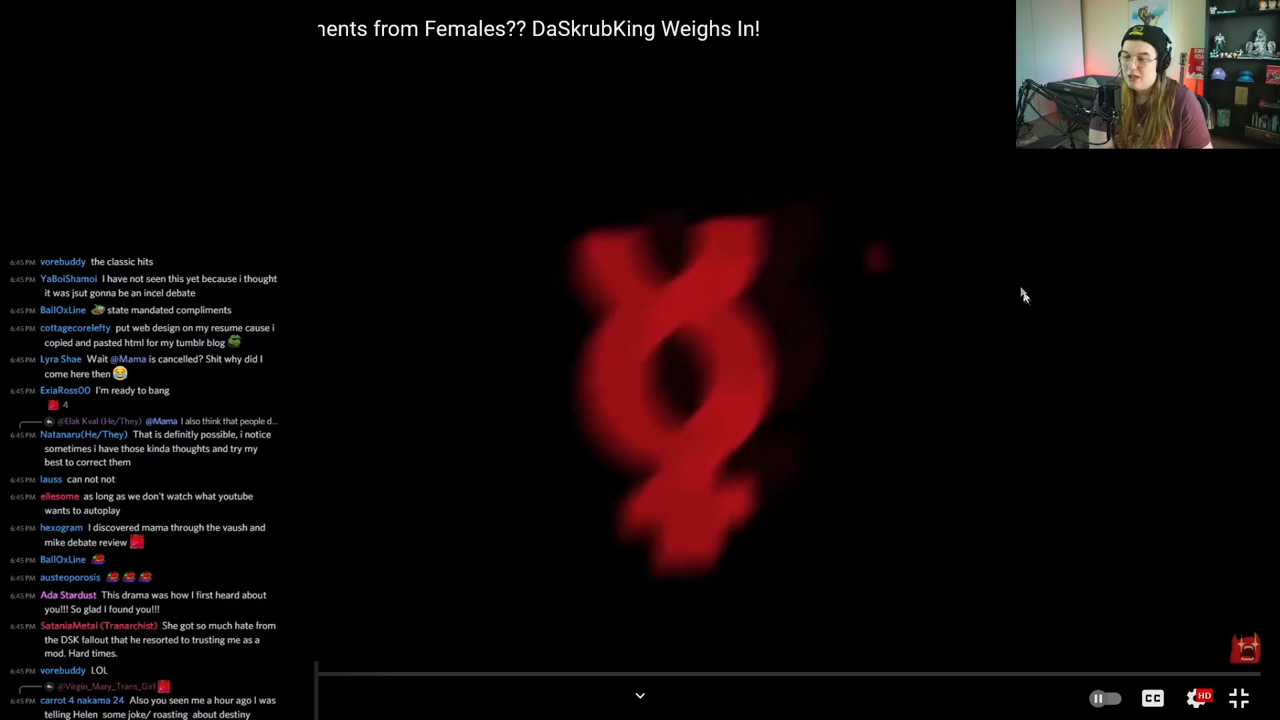 nents from Females?? DaSkrubKing Weighs In!
6:45 PM vorebuddy the classic hits
6:45 PM YaBoiShamoi I have not seen this yet because i thought
it was jsut gonna be an incel debate
6:45 PM BallOxLine state mandated compliments
6:45 PM cottagecorelefty put web design on my resume cause i
copied and pasted html for my tumblr blog
6:45 PM Lyra Shae Wait @Mama is cancelled? Shit why did I
come here then
6:45 PM ExiaRoss00 I'm ready to bang
4
@Elak Kval (He/They) @Mama I also think that people d...
6:45 PM Natanaru(He/They) That is definitly possible, i notice
sometimes i have those kinda thoughts and try my
best to correct them
6:45 PM lauss can not not
6:45 PM ellesome as long as we don't watch what youtube
wants to autoplay
6:45 PM hexogram I discovered mama through the vaush and
mike debate review
6:45 PM BallOxLine
6:45 PM austeoporosis
6:45 PM Ada Stardust This drama was how I first heard about
you!!! So glad I found you!!!
6:45 PM SataniaMetal (Tranarchist) She got so much hate from
the DSK fallout that he resorted to trusting me as a
mod. Hard times.
6:45 PM vorebuddy LOL
@Virgin_Mary_Trans_Girl
6:45 PM carrot 4 nakama 24 Also you seen me a hour ago I was
telling Helen some joke/ roasting about destiny
CC
HD